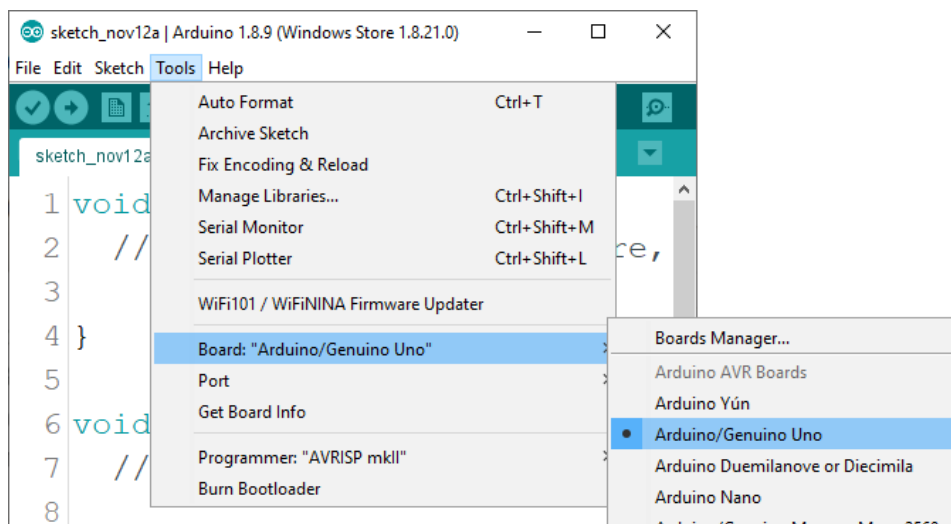 sketch_nov12a | Arduino 1.8.9 (Windows Store 1.8.21.0)
File Edit Sketch Tools Help
sketch_nov12a
Auto Format Ctrl+T
Archive Sketch
Fix Encoding & Reload
Manage Libraries... Ctrl+Shift+I
Serial Monitor Ctrl+Shift+M
Serial Plotter Ctrl+Shift+L
WiFi101 / WiFiNINA Firmware Updater
Board: "Arduino/Genuino Uno"
Port
Get Board Info
Programmer: "AVRISP mkII"
Burn Bootloader
1 void
2 // re,
3
4 }
5
6 void
7 //
8
Boards Manager...
Arduino AVR Boards
Arduino Yún
Arduino/Genuino Uno
Arduino Duemilanove or Diecimila
Arduino Nano